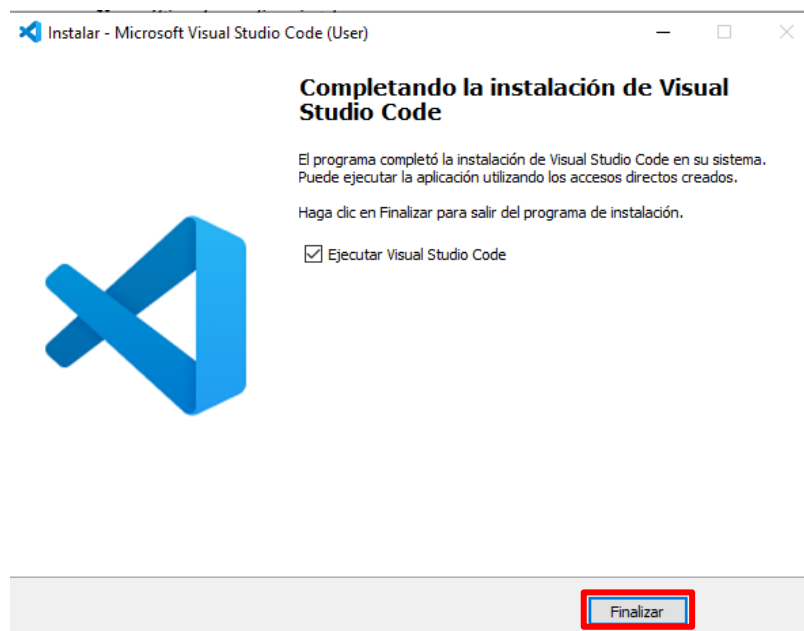 Instalar - Microsoft Visual Studio Code (User)
Completando la instalación de Visual
Studio Code
El programa completó la instalación de Visual Studio Code en su sistema.
Puede ejecutar la aplicación utilizando los accesos directos creados.
Haga clic en Finalizar para salir del programa de instalación.
Ejecutar Visual Studio Code
Finalizar